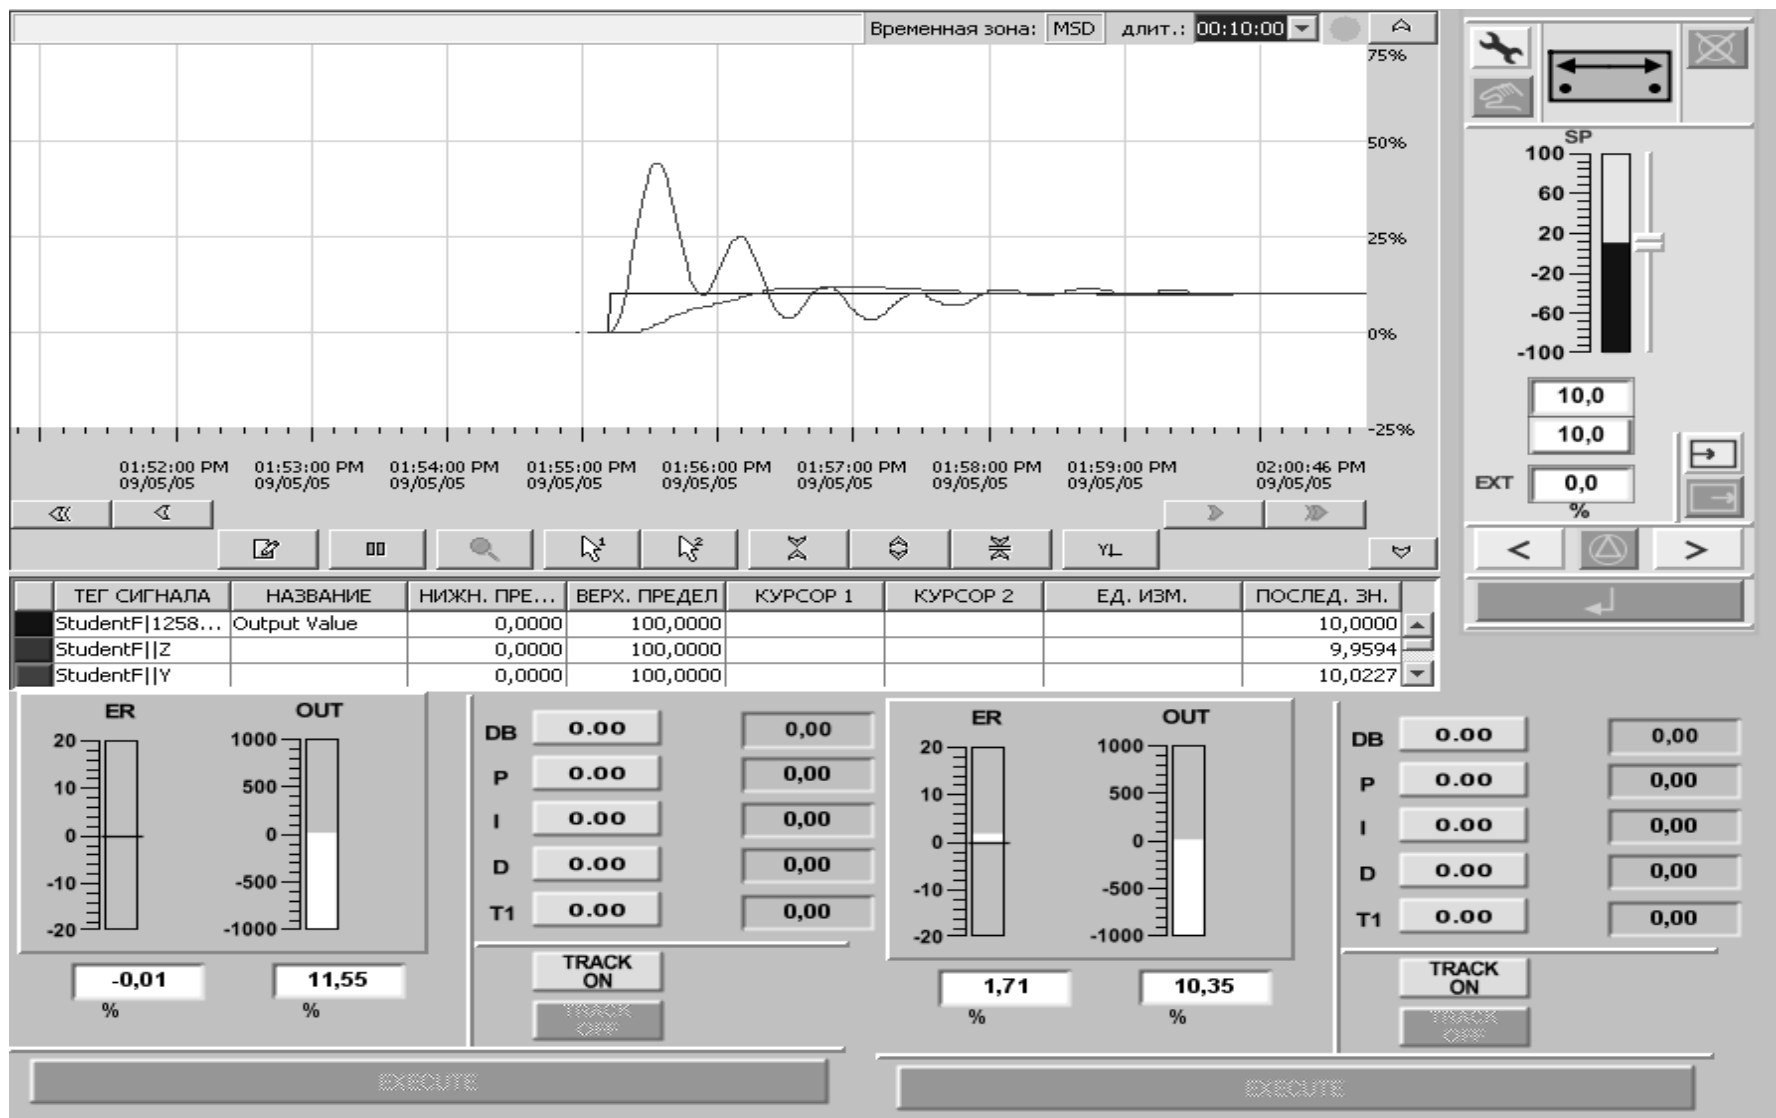 Временная зона: MSD длит.: 00:10:00
75%
50%
25%
0%
-25%
01:52:00 PM 01:53:00 PM 01:54:00 PM 01:55:00 PM 01:56:00 PM 01:57:00 PM 01:58:00 PM 01:59:00 PM 02:00:46 PM
09/05/05 09/05/05 09/05/05 09/05/05 09/05/05 09/05/05 09/05/05 09/05/05 09/05/05
1 2 Y
ТЕГ СИГНАЛА НАЗВАНИЕ НИЖН. ПРЕ... ВЕРХ. ПРЕДЕЛ КУРСОР 1 КУРСОР 2 ЕД. ИЗМ. ПОСЛЕД. ЗН.
StudentF|1258... Output Value 0,0000 100,0000 10,0000
StudentF||Z 0,0000 100,0000 9,9594
StudentF||Y 0,0000 100,0000 10,0227
SP
100
60
20
-20
-60
-100
10,0
10,0
EXT 0,0
%
< >
ER OUT
20 1000
10 500
0 0
-10 -500
-20 -1000
-0,01 11,55
% %
DB 0.00 0,00
P 0.00 0,00
I 0.00 0,00
D 0.00 0,00
T1 0.00 0,00
TRACK
ON
TRACK
OFF
EXECUTE
ER OUT
20 1000
10 500
0 0
-10 -500
-20 -1000
1,71 10,35
% %
DB 0.00 0,00
P 0.00 0,00
I 0.00 0,00
D 0.00 0,00
T1 0.00 0,00
TRACK
ON
TRACK
OFF
EXECUTE